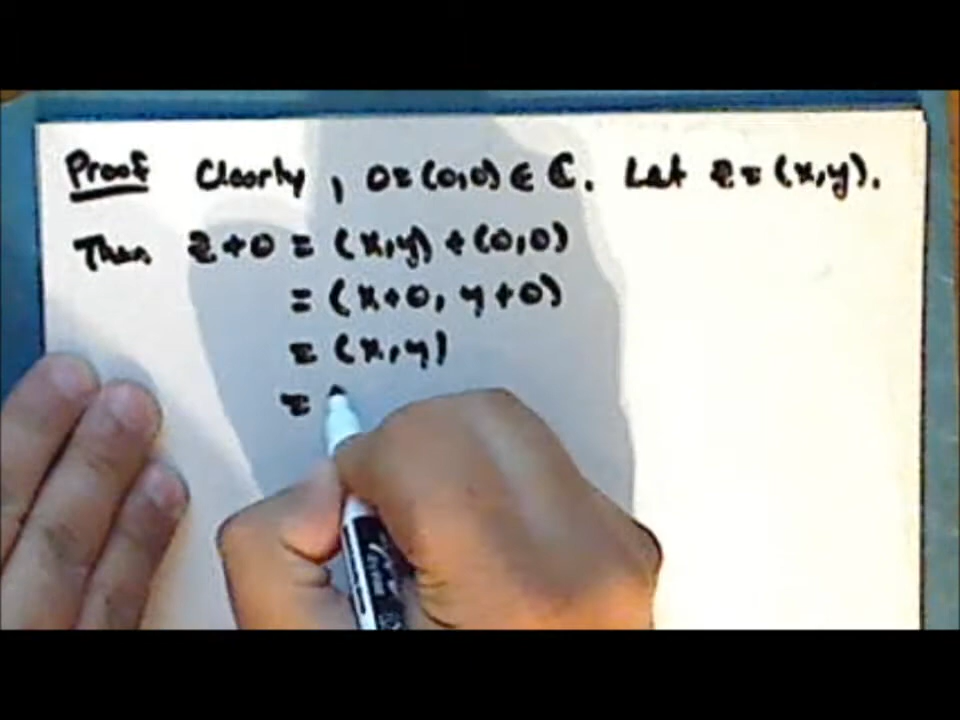 Proof Clearly, 0=(0,0) ∈ ℂ. Let z=(x,y).
Then z+0 = (x,y)+(0,0)
= (x+0, y+0)
= (x,y)
=